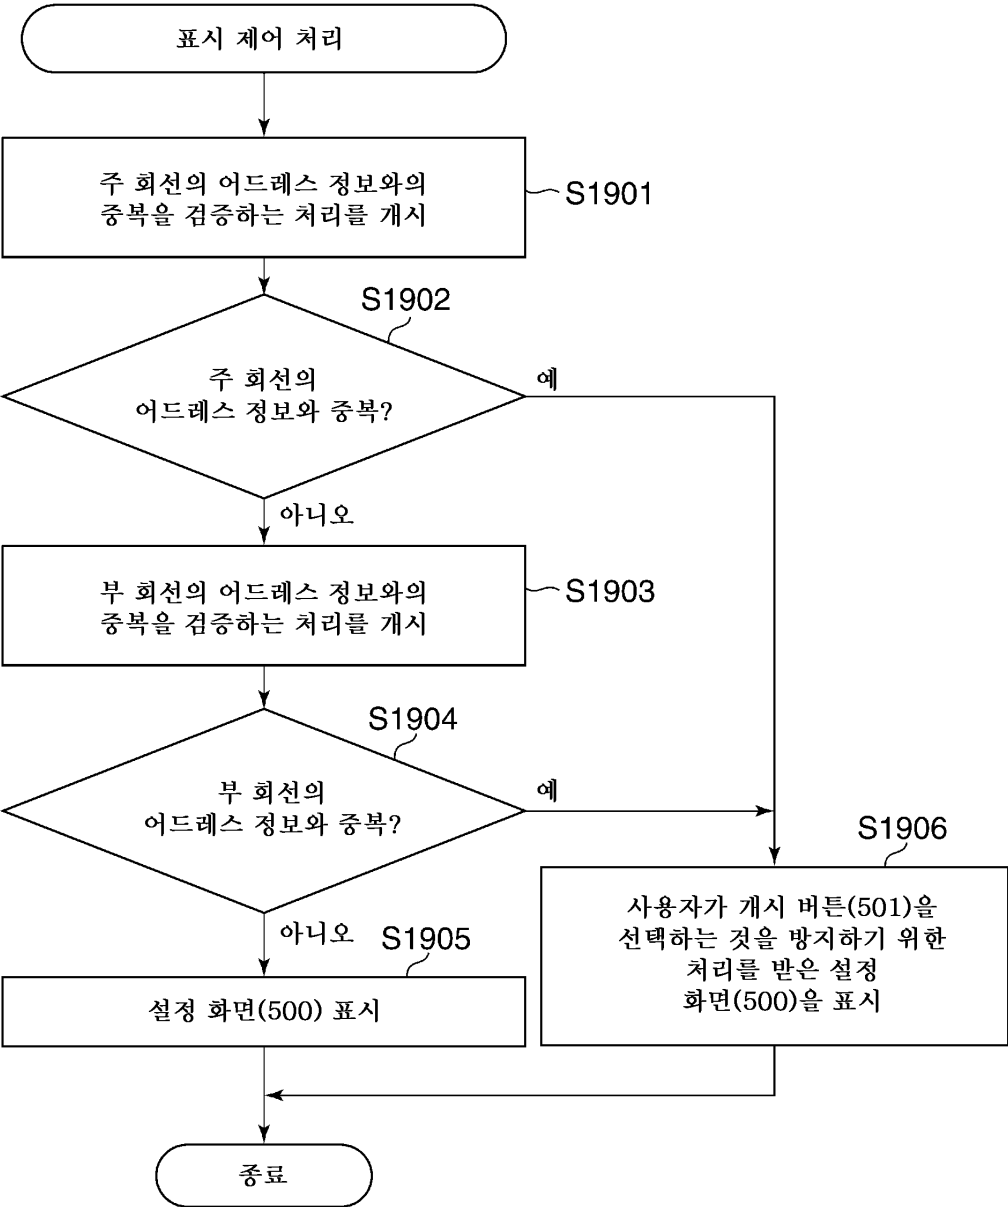 표시 제어 처리
주 회선의 어드레스 정보와의
중복을 검증하는 처리를 개시
S1901
S1902
주 회선의
어드레스 정보와 중복?
예
아니오
부 회선의 어드레스 정보와의
중복을 검증하는 처리를 개시
S1903
S1904
부 회선의
어드레스 정보와 중복?
예
아니오
S1905
설정 화면(500) 표시
S1906
사용자가 개시 버튼(501)을
선택하는 것을 방지하기 위한
처리를 받은 설정
화면(500)을 표시
종료